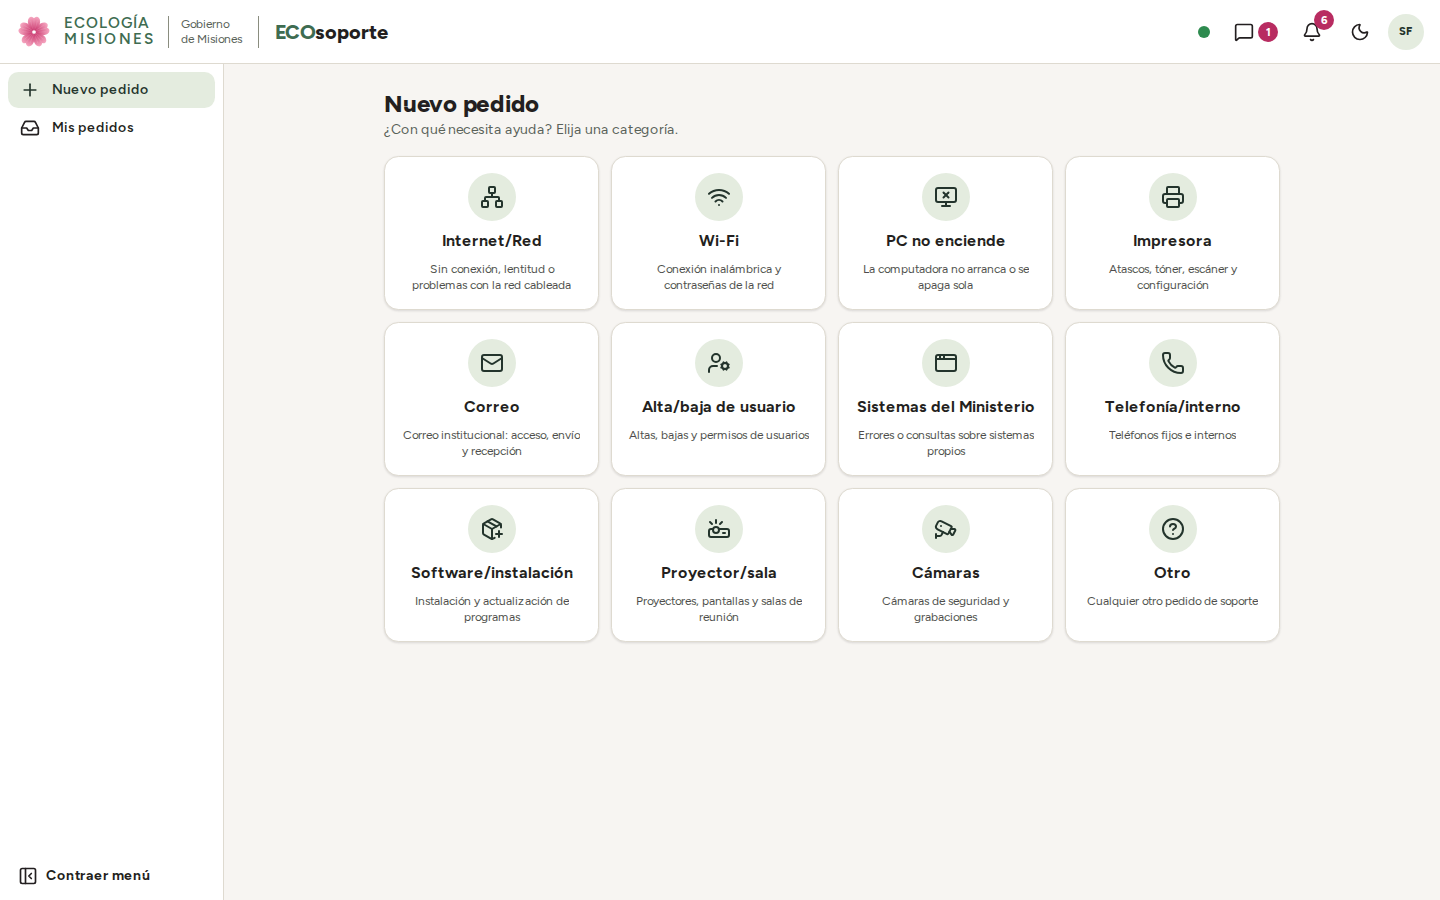 ECOLOGÍA
MISIONES
Gobierno
de Misiones
ECOsoporte
1
6
SF
Nuevo pedido
Mis pedidos
Contraer menú
Nuevo pedido
¿Con qué necesita ayuda? Elija una categoría.
Internet/Red
Sin conexión, lentitud o
problemas con la red cableada
Wi-Fi
Conexión inalámbrica y
contraseñas de la red
PC no enciende
La computadora no arranca o se
apaga sola
Impresora
Atascos, tóner, escáner y
configuración
Correo
Correo institucional: acceso, envío
y recepción
Alta/baja de usuario
Altas, bajas y permisos de usuarios
Sistemas del Ministerio
Errores o consultas sobre sistemas
propios
Telefonía/interno
Teléfonos fijos e internos
Software/instalación
Instalación y actualización de
programas
Proyector/sala
Proyectores, pantallas y salas de
reunión
Cámaras
Cámaras de seguridad y
grabaciones
Otro
Cualquier otro pedido de soporte